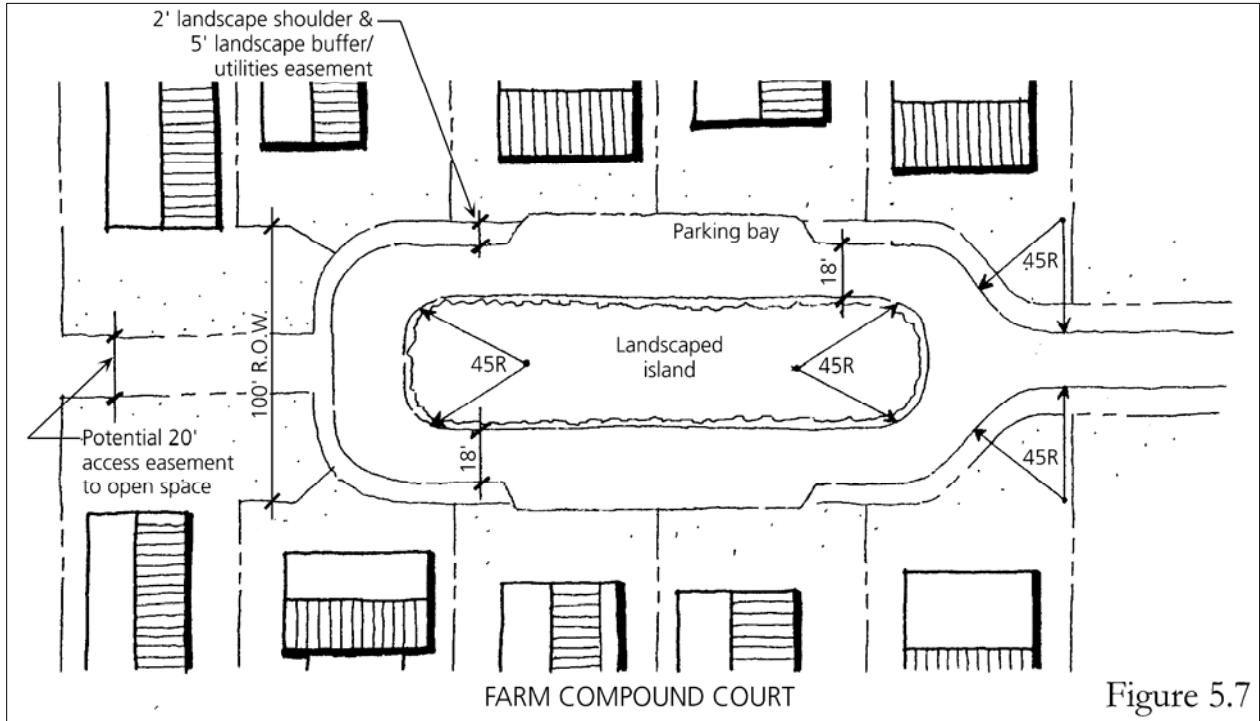 2' landscape shoulder &
5' landscape buffer/
utilities easement
Parking bay
45R
18'
100' R.O.W.
45R
Landscaped
island
45R
Potential 20'
access easement
to open space
18'
45R
FARM COMPOUND COURT
Figure 5.7